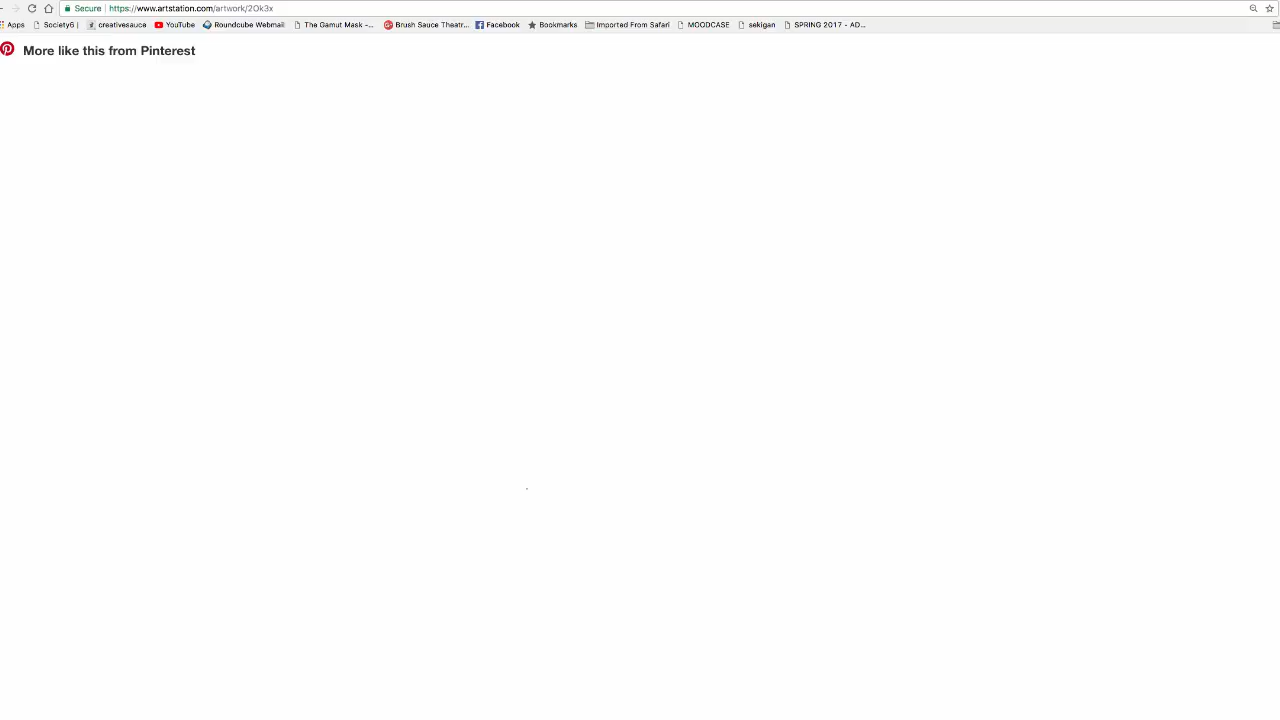 Secure https://www.artstation.com/artwork/2Ok3x
Apps Society6 | creativesauce YouTube Roundcube Webmail The Gamut Mask -... Brush Sauce Theatr... Facebook Bookmarks Imported From Safari MOODCASE sekigan SPRING 2017 - AD...
More like this from Pinterest